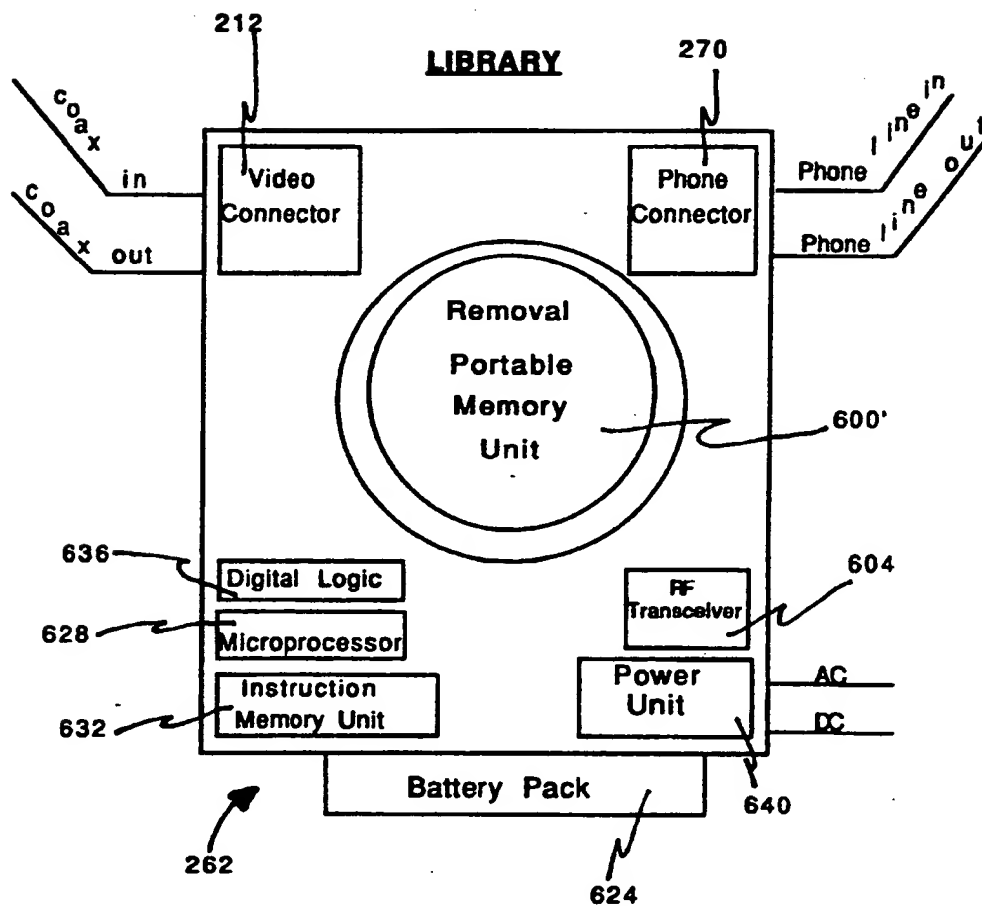 212
LIBRARY
270
coax in
coax out
Video
Connector
Phone
Connector
Phone line in
Phone line out
Removal
Portable
Memory
Unit
600'
636
Digital Logic
628
Microprocessor
632
Instruction
Memory Unit
RF
Transceiver
604
Power
Unit
AC
DC
640
Battery Pack
262
624